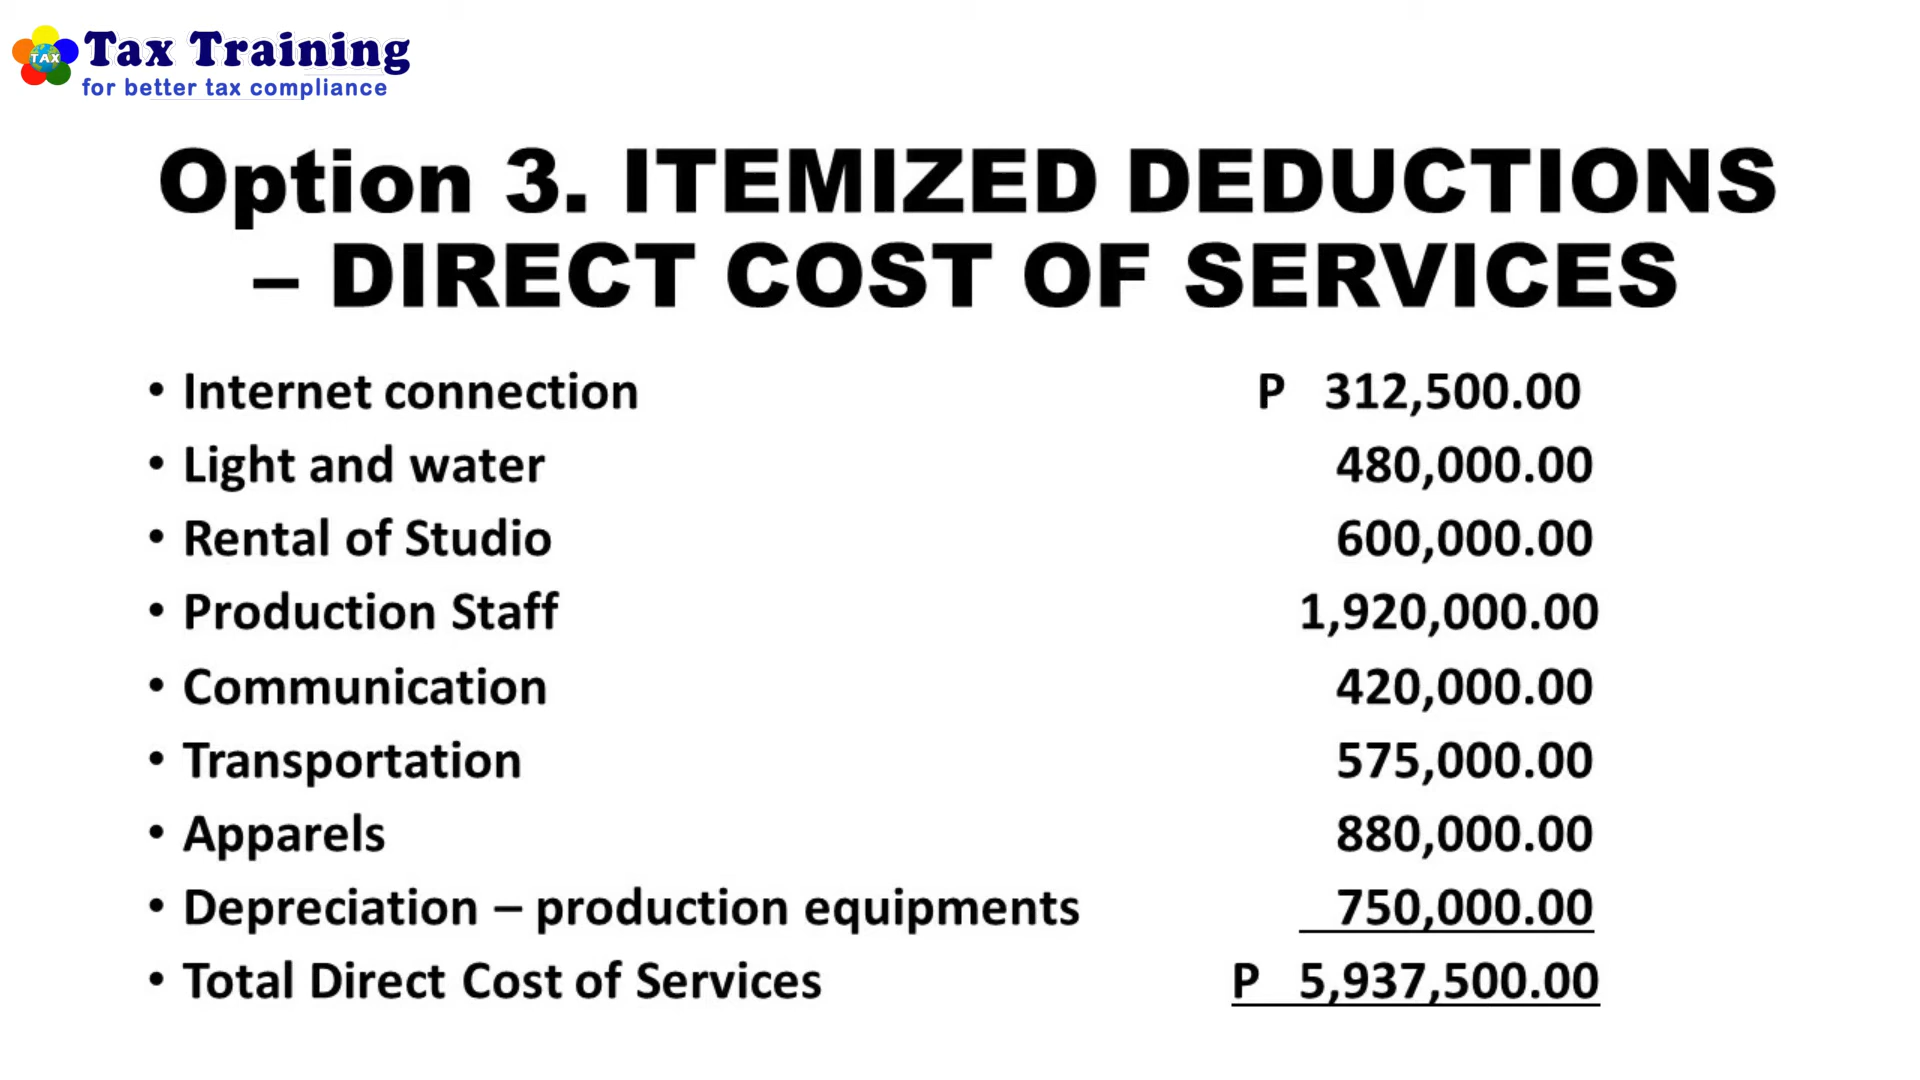 TAX
Tax Training
for better tax compliance
Option 3. ITEMIZED DEDUCTIONS
– DIRECT COST OF SERVICES
• Internet connection P 312,500.00
• Light and water 480,000.00
• Rental of Studio 600,000.00
• Production Staff 1,920,000.00
• Communication 420,000.00
• Transportation 575,000.00
• Apparels 880,000.00
• Depreciation – production equipments 750,000.00
• Total Direct Cost of Services P 5,937,500.00